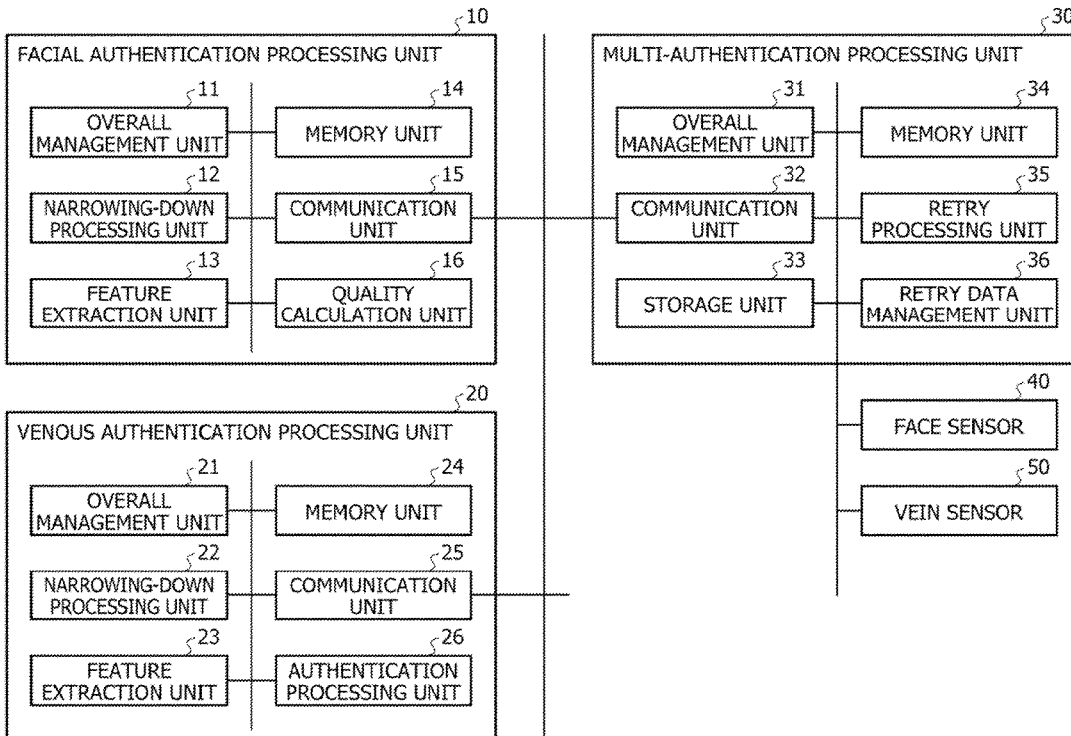 10
FACIAL AUTHENTICATION PROCESSING UNIT
11
OVERALL
MANAGEMENT UNIT
14
MEMORY UNIT
12
NARROWING-DOWN
PROCESSING UNIT
15
COMMUNICATION
UNIT
13
FEATURE
EXTRACTION UNIT
16
QUALITY
CALCULATION UNIT
20
VENOUS AUTHENTICATION PROCESSING UNIT
21
OVERALL
MANAGEMENT UNIT
24
MEMORY UNIT
22
NARROWING-DOWN
PROCESSING UNIT
25
COMMUNICATION
UNIT
23
FEATURE
EXTRACTION UNIT
26
AUTHENTICATION
PROCESSING UNIT
30
MULTI-AUTHENTICATION PROCESSING UNIT
31
OVERALL
MANAGEMENT UNIT
34
MEMORY UNIT
32
COMMUNICATION
UNIT
35
RETRY
PROCESSING UNIT
33
STORAGE UNIT
36
RETRY DATA
MANAGEMENT UNIT
40
FACE SENSOR
50
VEIN SENSOR